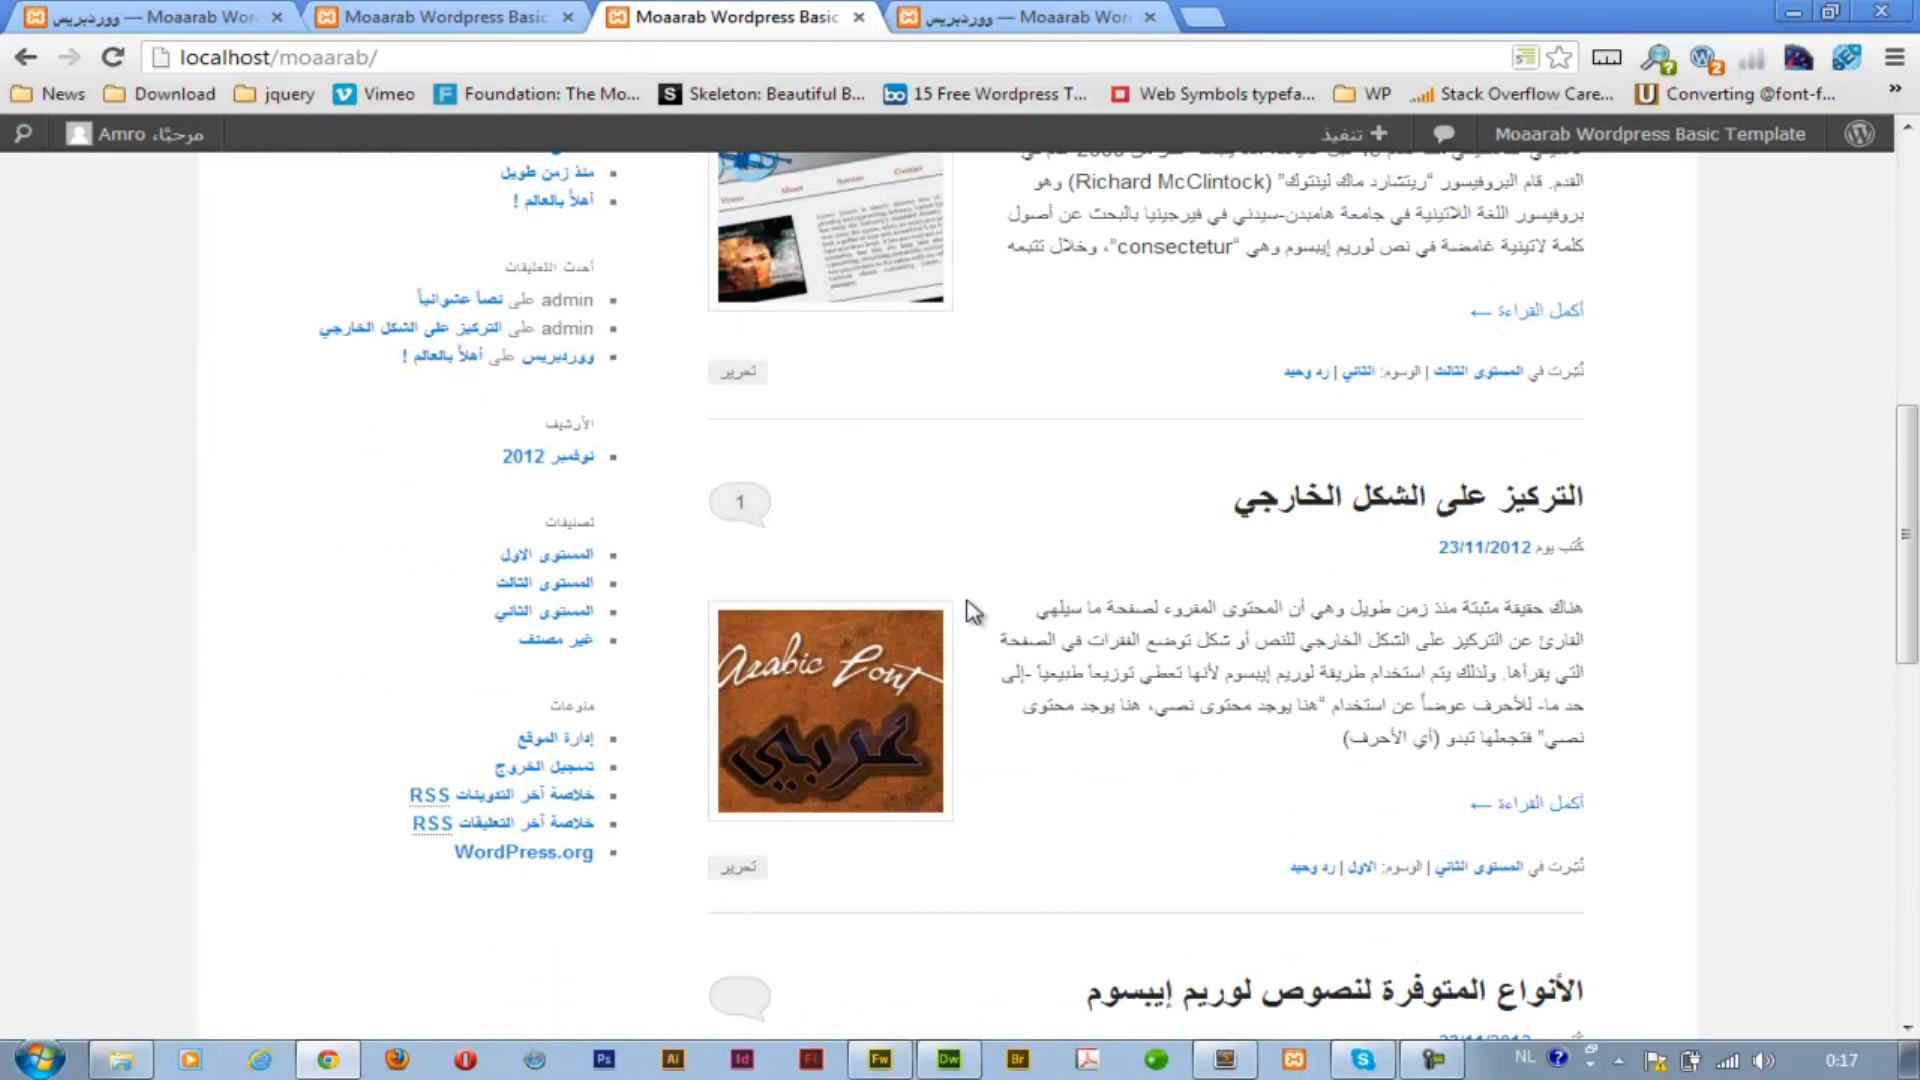 ووردبريس — Moaarab Wor
Moaarab Wordpress Basic
Moaarab Wordpress Basic
ووردبريس — Moaarab Wor
localhost/moaarab/
News
Download
jquery
Vimeo
Foundation: The Mo...
Skeleton: Beautiful B...
15 Free Wordpress T...
Web Symbols typefa...
WP
Stack Overflow Care...
Converting @font-f...
Moaarab Wordpress Basic Template
تنفيذ
مرحبًا، Amro
القدم. قام البروفيسور “ريتشارد ماك لينتوك” (Richard McClintock) وهو
بروفيسور اللغة اللاتينية في جامعة هامبدن-سيدني في فيرجينيا بالبحث عن أصول
كلمة لاتينية غامضة في نص لوريم إيبسوم وهي “consectetur”، وخلال تتبعه
Home About Services Contact
أكمل القراءة ←
نُشِرت في المستوى الثالث | الوسوم: الثاني | رد وحيد
تحرير
التركيز على الشكل الخارجي
1
كُتب يوم 23/11/2012
هناك حقيقة مثبتة منذ زمن طويل وهي أن المحتوى المقروء لصفحة ما سيلهي
القارئ عن التركيز على الشكل الخارجي للنص أو شكل توضع الفقرات في الصفحة
التي يقرأها. ولذلك يتم استخدام طريقة لوريم إيبسوم لأنها تعطي توزيعاَ طبيعياَ -إلى
حد ما- للأحرف عوضاً عن استخدام “هنا يوجد محتوى نصي، هنا يوجد محتوى
نصي” فتجعلها تبدو (أي الأحرف)
Arabic font
عربي
أكمل القراءة ←
نُشِرت في المستوى الثاني | الوسوم: الاول | رد وحيد
تحرير
الأنواع المتوفرة لنصوص لوريم إيبسوم
منذ زمن طويل
أهلاً بالعالم !
أحدث التعليقات
admin على نصا عشوانياً
admin على التركيز على الشكل الخارجي
ووردبريس على أهلاً بالعالم !
الأرشيف
نوفمبر 2012
تصنيفات
المستوى الاول
المستوى الثالث
المستوى الثاني
غير مصنف
منوعات
إدارة الموقع
تسجيل الخروج
خلاصة آخر التدوينات RSS
خلاصة آخر التعليقات RSS
WordPress.org
NL
0:17